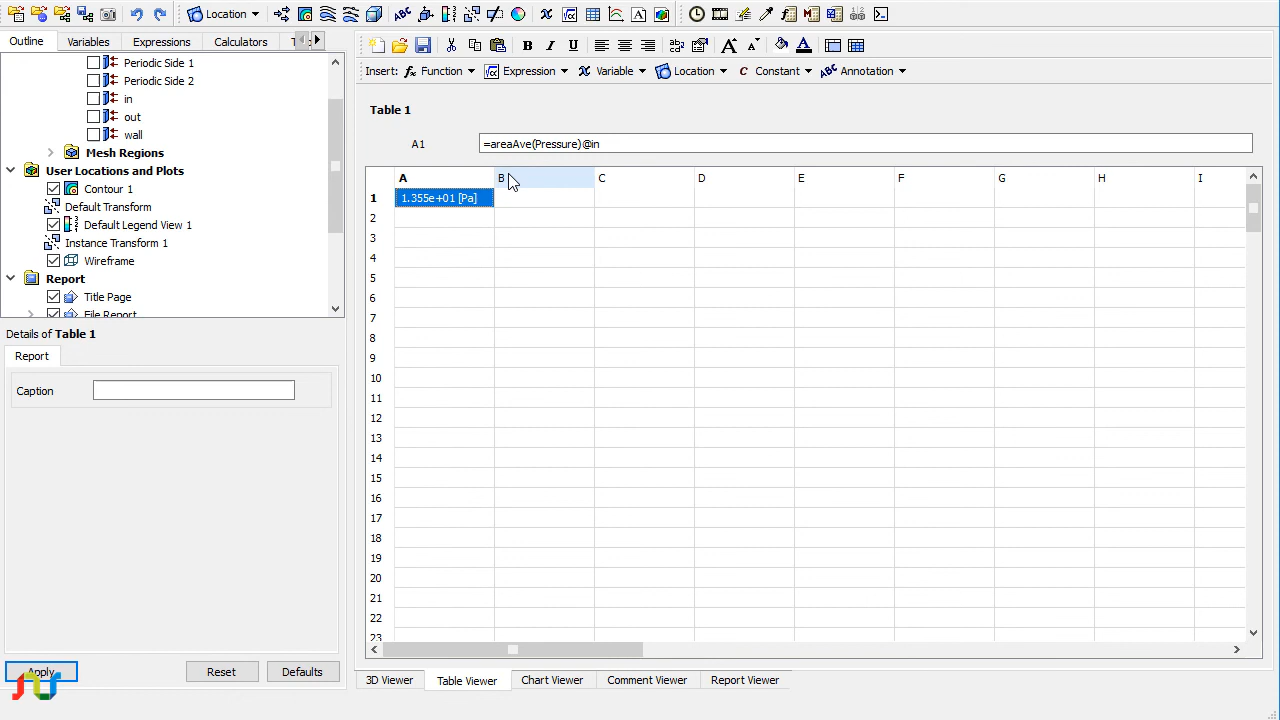 Location
Outline Variables Expressions Calculators T
Periodic Side 1
Periodic Side 2
in
out
wall
Mesh Regions
User Locations and Plots
Contour 1
Default Transform
Default Legend View 1
Instance Transform 1
Wireframe
Report
Title Page
File Report
Details of Table 1
Report
Caption
Apply Reset Defaults
B I U
Insert: Function Expression Variable Location Constant Annotation
Table 1
A1 =areaAve(Pressure)@in
A B C D E F G H I
1 1.355e+01 [Pa]
2
3
4
5
6
7
8
9
10
11
12
13
14
15
16
17
18
19
20
21
22
23
3D Viewer Table Viewer Chart Viewer Comment Viewer Report Viewer